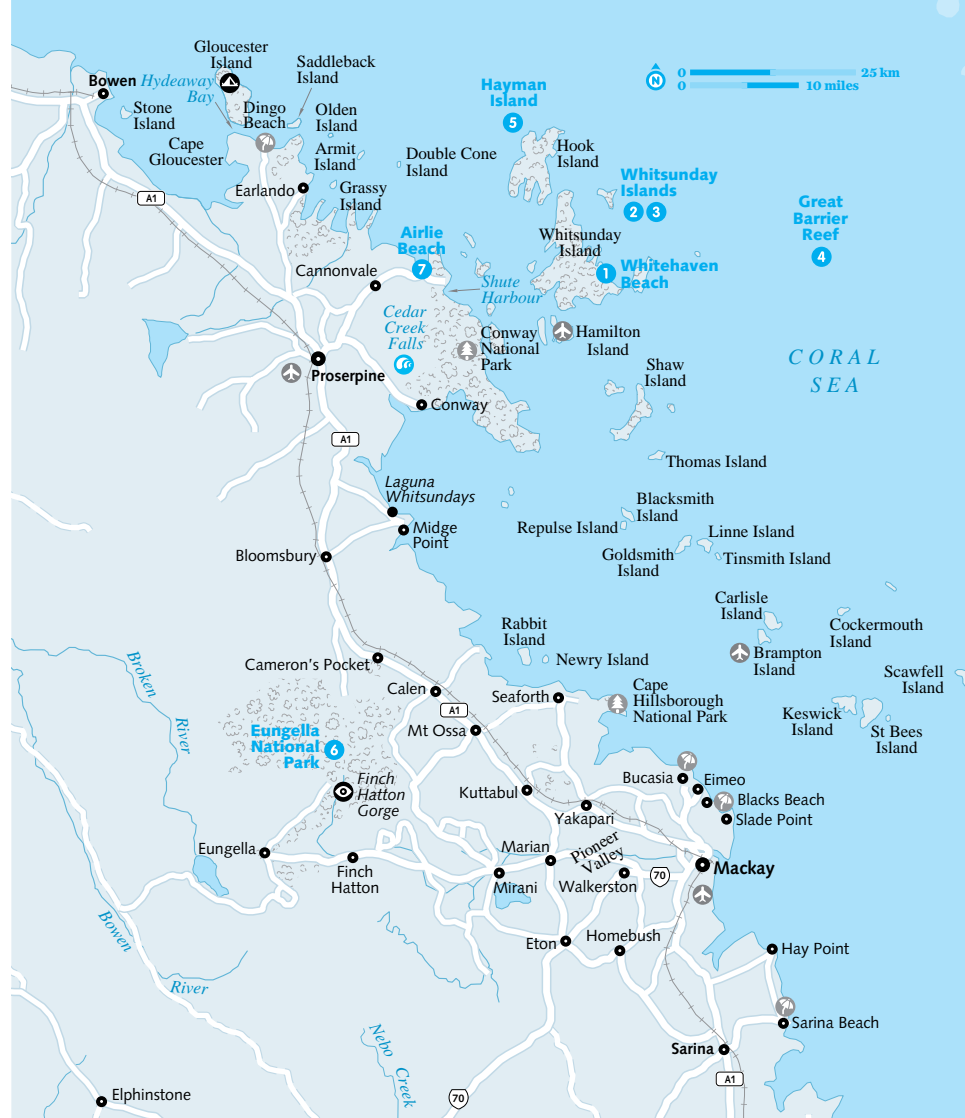 Gloucester
Island
Saddleback
Island
Bowen
Hydeaway
Bay
Stone
Island
Dingo
Beach
Olden
Island
Cape
Gloucester
Armit
Island
Double Cone
Island
Earlando
Grassy
Island
Hayman
Island
5
N
0
25 km
0
10 miles
Hook
Island
Whitsunday
Islands
2 3
Great
Barrier
Reef
4
A1
Airlie
Beach
7
Whitsunday
Island
1
Whitehaven
Beach
Cannonvale
Shute
Harbour
Cedar
Creek
Falls
Conway
National
Park
Hamilton
Island
CORAL
SEA
Proserpine
Shaw
Island
Conway
A1
Thomas Island
Laguna
Whitsundays
Midge
Point
Blacksmith
Island
Repulse Island
Linne Island
Goldsmith
Island
Tinsmith Island
Bloomsbury
Carlisle
Island
Cockermouth
Island
Rabbit
Island
Newry Island
Brampton
Island
Scawfell
Island
Cameron's Pocket
Broken
River
Calen
Seaforth
Cape
Hillsborough
National Park
Keswick
Island
St Bees
Island
A1
Mt Ossa
Eungella
National
Park
6
Finch
Hatton
Gorge
Kuttabul
Bucasia
Eimeo
Blacks Beach
Slade Point
Yakapari
Eungella
Finch
Hatton
Marian
Pioneer
Valley
Mirani
Walkerston
70
Mackay
Bowen
River
Eton
Homebush
Hay Point
Nebo
Creek
Sarina Beach
Sarina
A1
Elphinstone
70